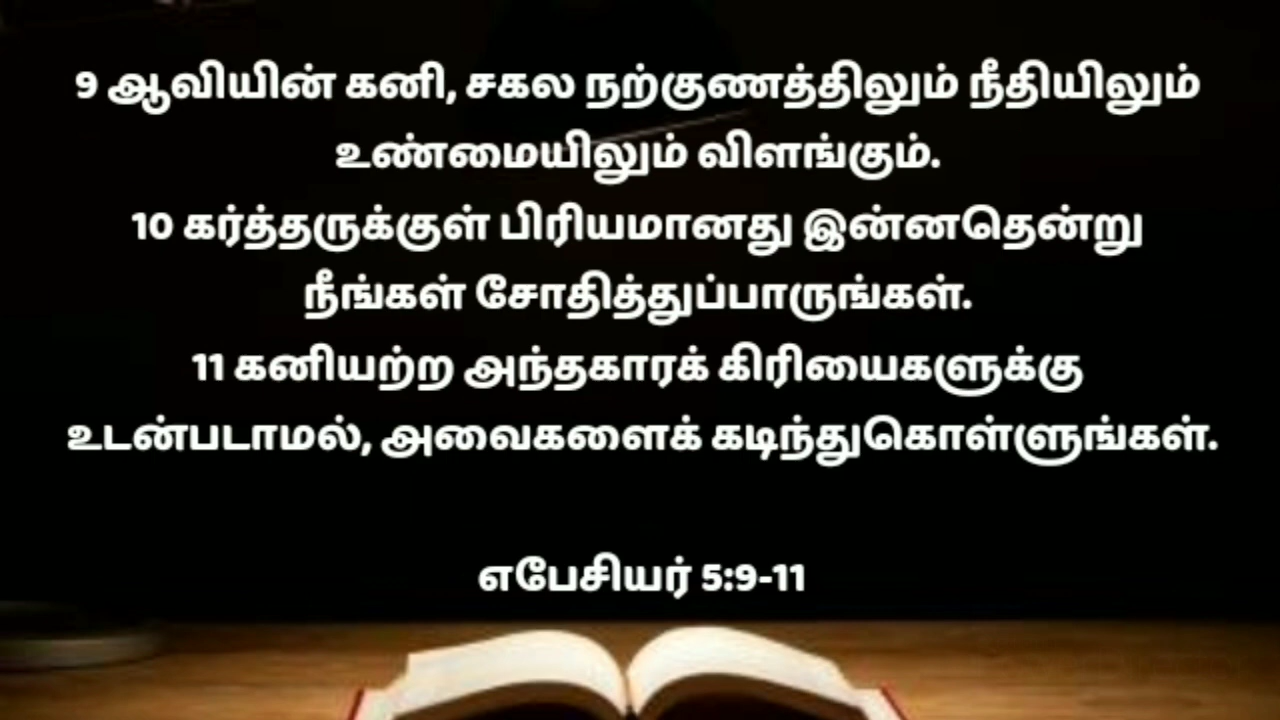 9 ஆவியின் கனி, சகல நற்குணத்திலும் நீதியிலும்
உண்மையிலும் விளங்கும்.
10 கர்த்தருக்குள் பிரியமானது இன்னதென்று
நீங்கள் சோதித்துப்பாருங்கள்.
11 கனியற்ற அந்தகாரக் கிரியைகளுக்கு
உடன்படாமல், அவைகளைக் கடிந்துகொள்ளுங்கள்.
எபேசியர் 5:9-11